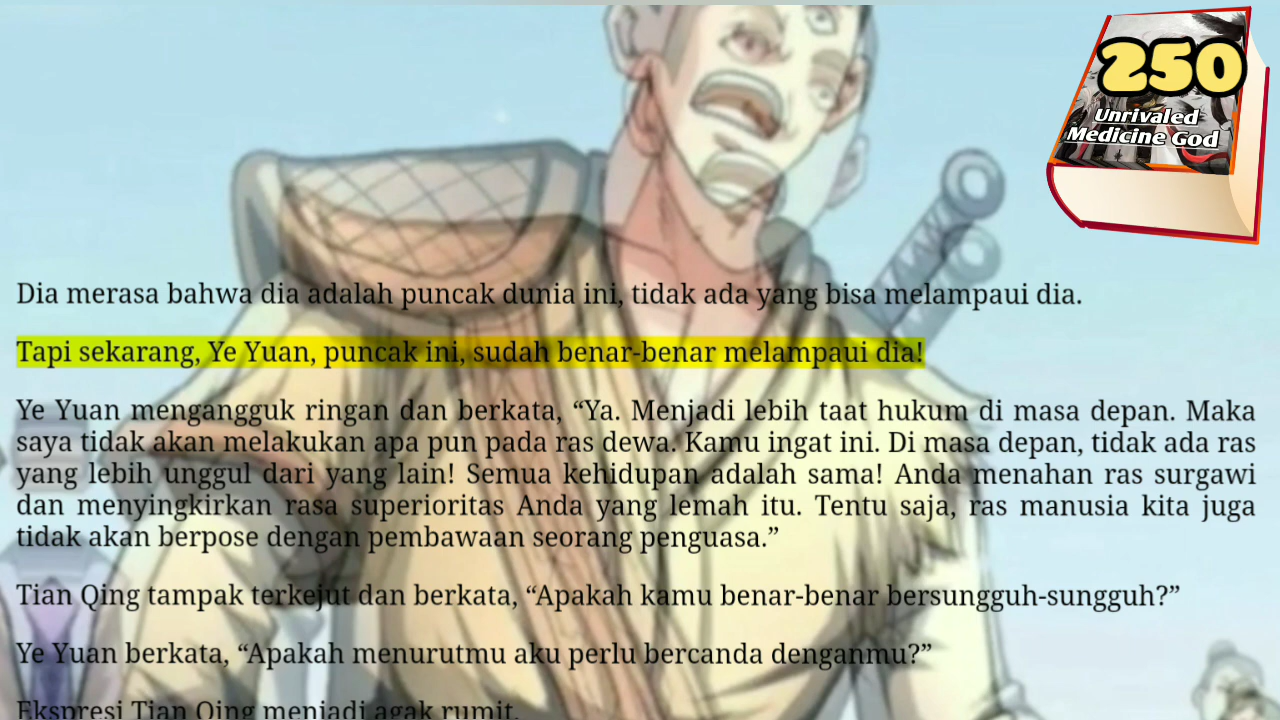 250
Unrivaled
Medicine God
Dia merasa bahwa dia adalah puncak dunia ini, tidak ada yang bisa melampaui dia.
Tapi sekarang, Ye Yuan, puncak ini, sudah benar-benar melampaui dia!
Ye Yuan mengangguk ringan dan berkata, “Ya. Menjadi lebih taat hukum di masa depan. Maka
saya tidak akan melakukan apa pun pada ras dewa. Kamu ingat ini. Di masa depan, tidak ada ras
yang lebih unggul dari yang lain! Semua kehidupan adalah sama! Anda menahan ras surgawi
dan menyingkirkan rasa superioritas Anda yang lemah itu. Tentu saja, ras manusia kita juga
tidak akan berpose dengan pembawaan seorang penguasa.”
Tian Qing tampak terkejut dan berkata, “Apakah kamu benar-benar bersungguh-sungguh?”
Ye Yuan berkata, “Apakah menurutmu aku perlu bercanda denganmu?”
Ekspresi Tian Qing menjadi agak rumit.